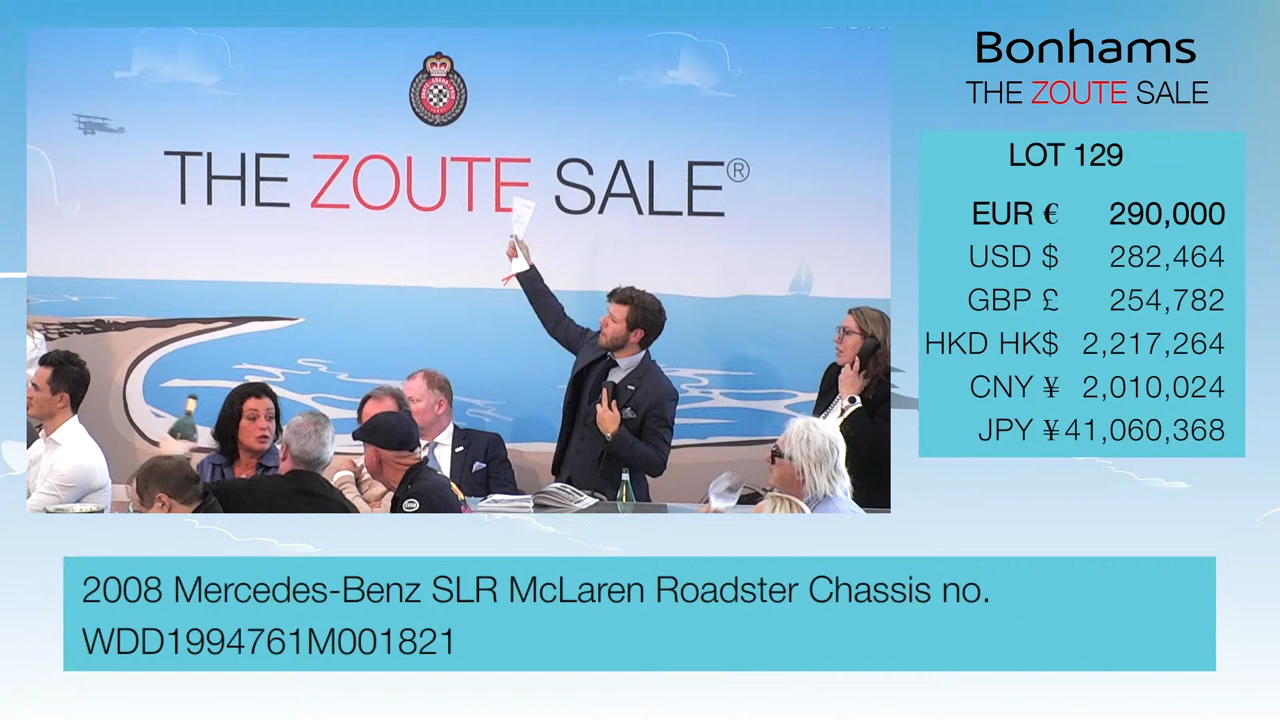 Bonhams
THE ZOUTE SALE
THE ZOUTE SALE®
LOT 129
EUR € 290,000
USD $ 282,464
GBP £ 254,782
HKD HK$ 2,217,264
CNY ¥ 2,010,024
JPY ¥41,060,368
2008 Mercedes-Benz SLR McLaren Roadster Chassis no.
WDD1994761M001821